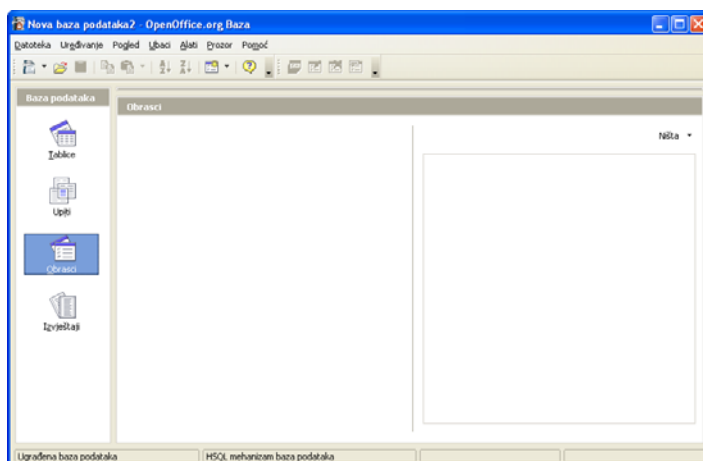 Nova baza podataka2 - OpenOffice.org Baza
Datoteka Uređivanje Pogled Ubaci Alati Prozor Pomoć
Baza podataka
Obrasci
Ništa
Tablice
Upiti
Obrasci
Izvještaji
Ugrađena baza podataka HSQL mehanizam baza podataka